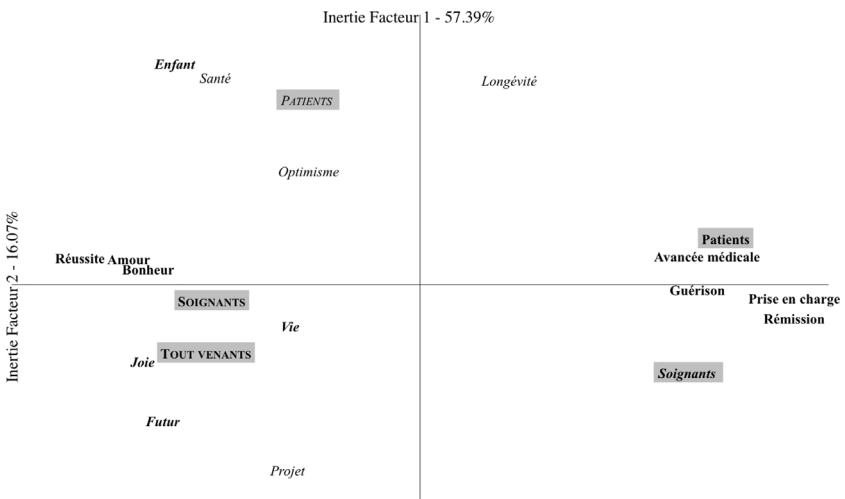 Inertie Facteur 1 - 57.39%
Enfant
Santé
Longévité
PATIENTS
Optimisme
Inertie Facteur 2 - 16.07%
Patients
Réussite Amour
Avancée médicale
Bonheur
Guérison
SOIGNANTS
Prise en charge
Rémission
Vie
TOUT VENANTS
Joie
Soignants
Futur
Projet